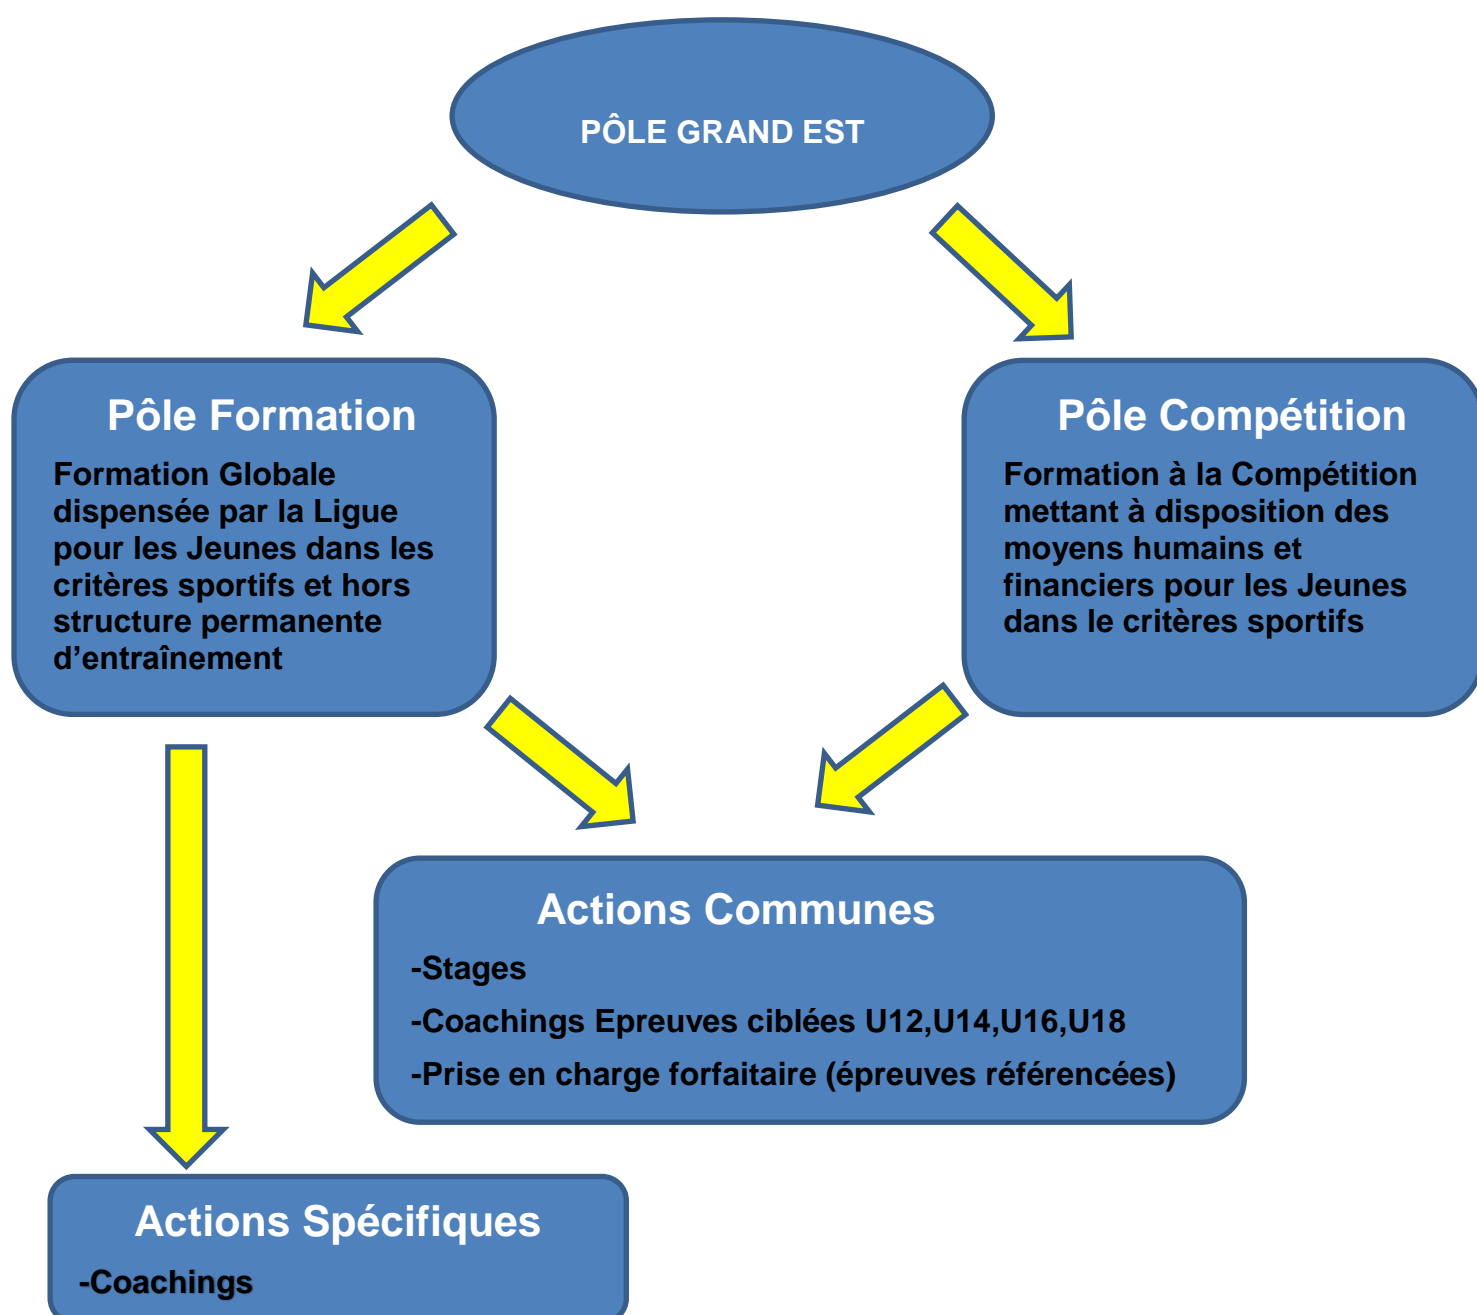 PÔLE GRAND EST
Pôle Formation
Formation Globale
dispensée par la Ligue
pour les Jeunes dans les
critères sportifs et hors
structure permanente
d’entraînement
Pôle Compétition
Formation à la Compétition
mettant à disposition des
moyens humains et
financiers pour les Jeunes
dans le critères sportifs
Actions Communes
-Stages
-Coachings Epreuves ciblées U12,U14,U16,U18
-Prise en charge forfaitaire (épreuves référencées)
Actions Spécifiques
-Coachings